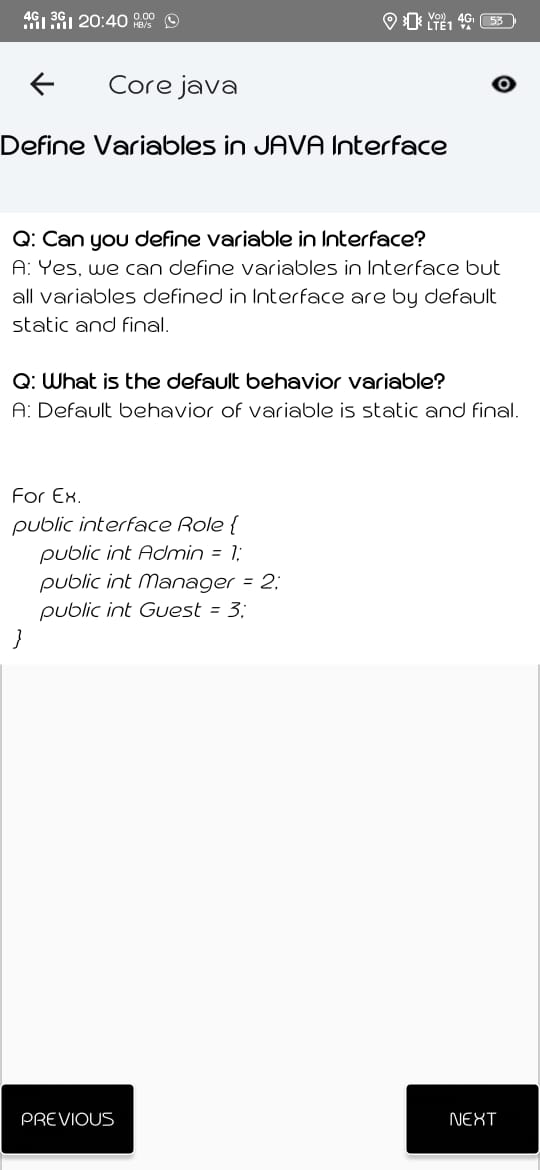 4G 3G 20:40 0.00 KB/s Vo) LTE1 4G 53
Core java
Define Variables in JAVA Interface
Q: Can you define variable in Interface?
A: Yes, we can define variables in Interface but
all variables defined in Interface are by default
static and final.
Q: What is the default behavior variable?
A: Default behavior of variable is static and final.
For Ex.
public interface Role {
public int Admin = 1;
public int Manager = 2;
public int Guest = 3;
}
PREVIOUS NEXT